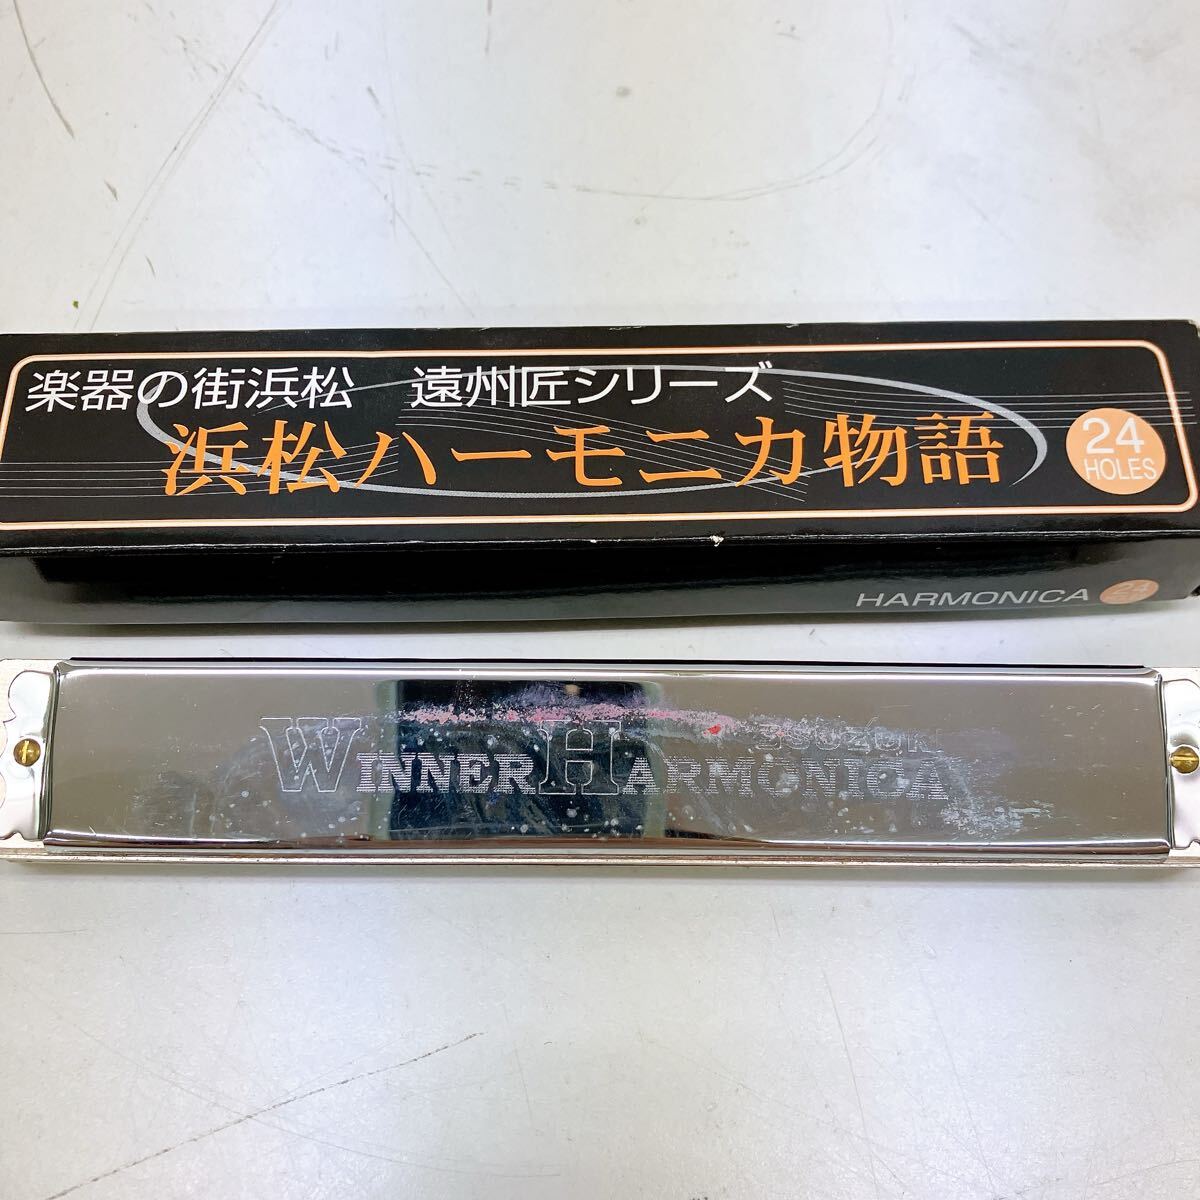 楽器の街浜松　遠州匠シリーズ
浜松ハーモニカ物語
24
HOLES
HARMONICA 24
WINNER HARMONICA